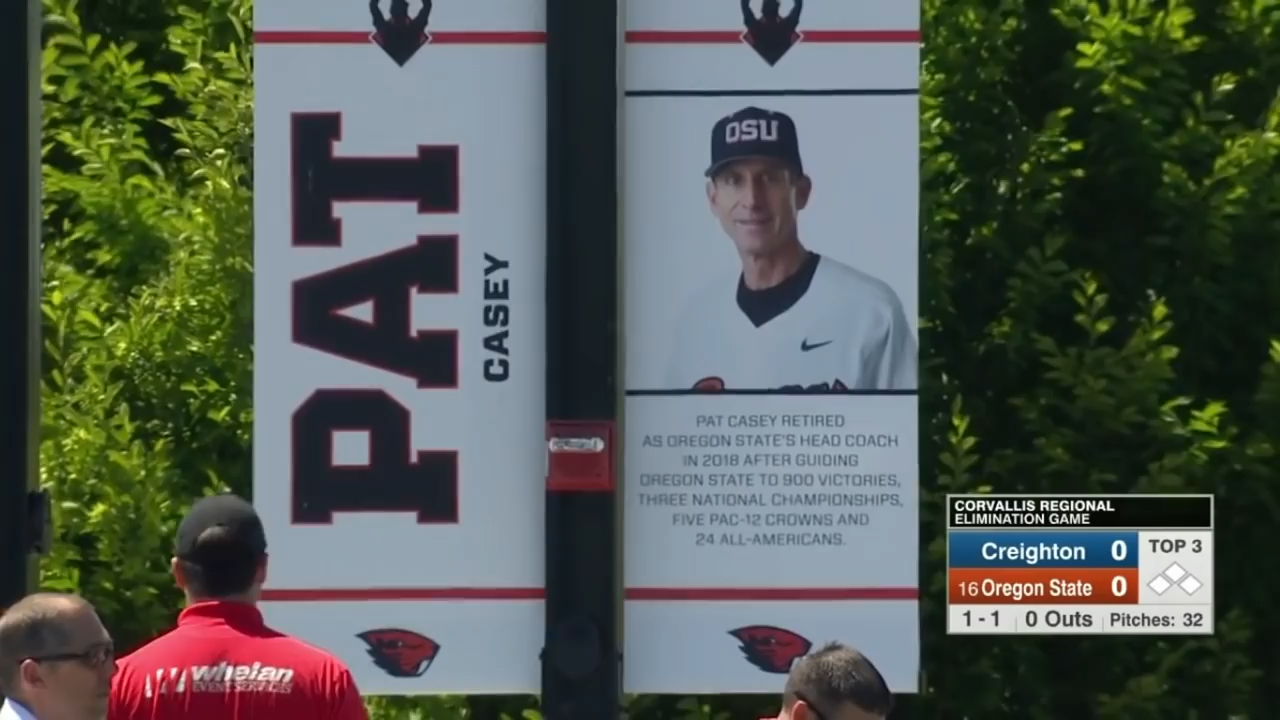 PAT
CASEY
OSU
PAT CASEY RETIRED
AS OREGON STATE'S HEAD COACH
IN 2018 AFTER GUIDING
OREGON STATE TO 900 VICTORIES,
THREE NATIONAL CHAMPIONSHIPS,
FIVE PAC-12 CROWNS AND
24 ALL-AMERICANS.
whelan
EVENT SERVICES
CORVALLIS REGIONAL
ELIMINATION GAME
Creighton 0 TOP 3
16 Oregon State 0
1 - 1 0 Outs Pitches: 32